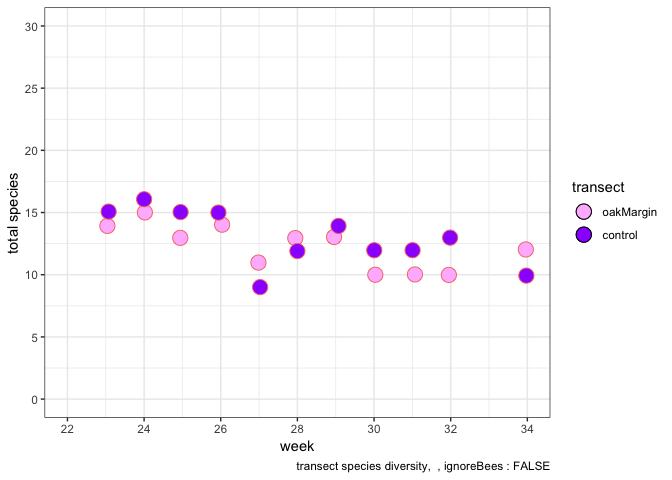 30
25
20
15
10
5
0
total species
22 24 26 28 30 32 34
week
transect species diversity,  , ignoreBees : FALSE
transect
oakMargin
control